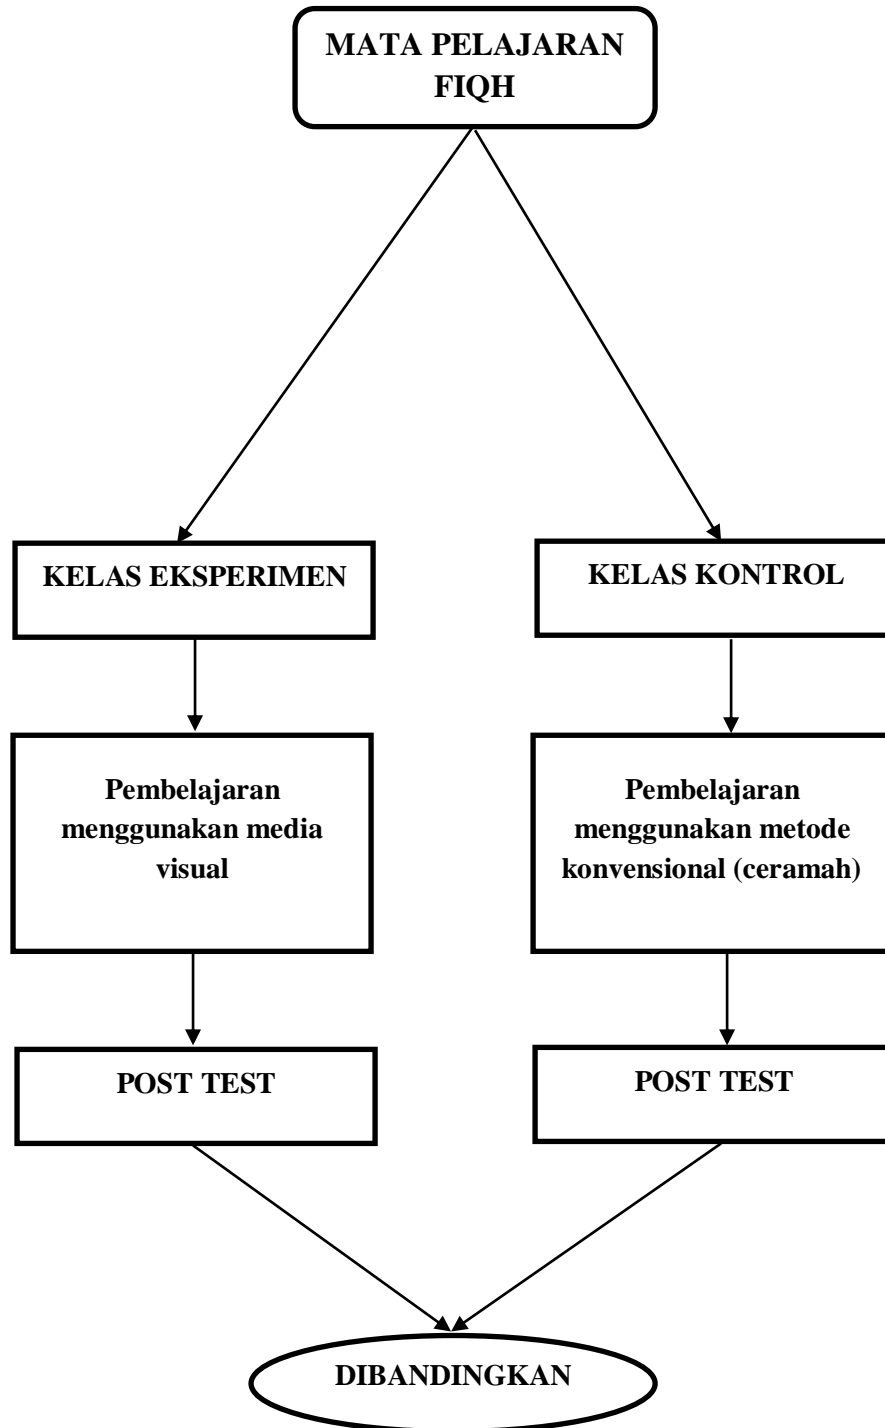 MATA PELAJARAN
FIQH
KELAS EKSPERIMEN
KELAS KONTROL
Pembelajaran
menggunakan media
visual
Pembelajaran
menggunakan metode
konvensional (ceramah)
POST TEST
POST TEST
DIBANDINGKAN